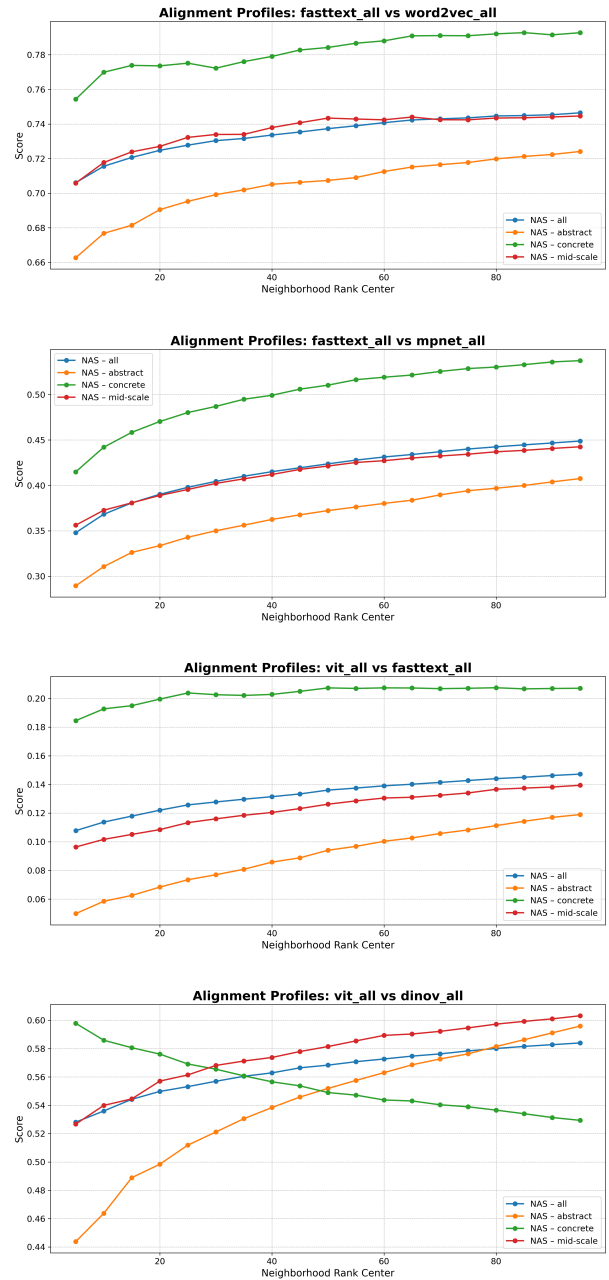 Alignment Profiles: fasttext_all vs word2vec_all
0.78
0.76
0.74
0.72
0.70
0.68
0.66
Score
20
40
60
80
Neighborhood Rank Center
NAS – all
NAS – abstract
NAS – concrete
NAS – mid-scale
Alignment Profiles: fasttext_all vs mpnet_all
NAS – all
NAS – abstract
NAS – concrete
NAS – mid-scale
0.50
0.45
0.40
0.35
0.30
Score
20
40
60
80
Neighborhood Rank Center
Alignment Profiles: vit_all vs fasttext_all
0.20
0.18
0.16
0.14
0.12
0.10
0.08
0.06
Score
20
40
60
80
Neighborhood Rank Center
NAS – all
NAS – abstract
NAS – concrete
NAS – mid-scale
Alignment Profiles: vit_all vs dinov_all
0.60
0.58
0.56
0.54
0.52
0.50
0.48
0.46
0.44
Score
20
40
60
80
Neighborhood Rank Center
NAS – all
NAS – abstract
NAS – concrete
NAS – mid-scale